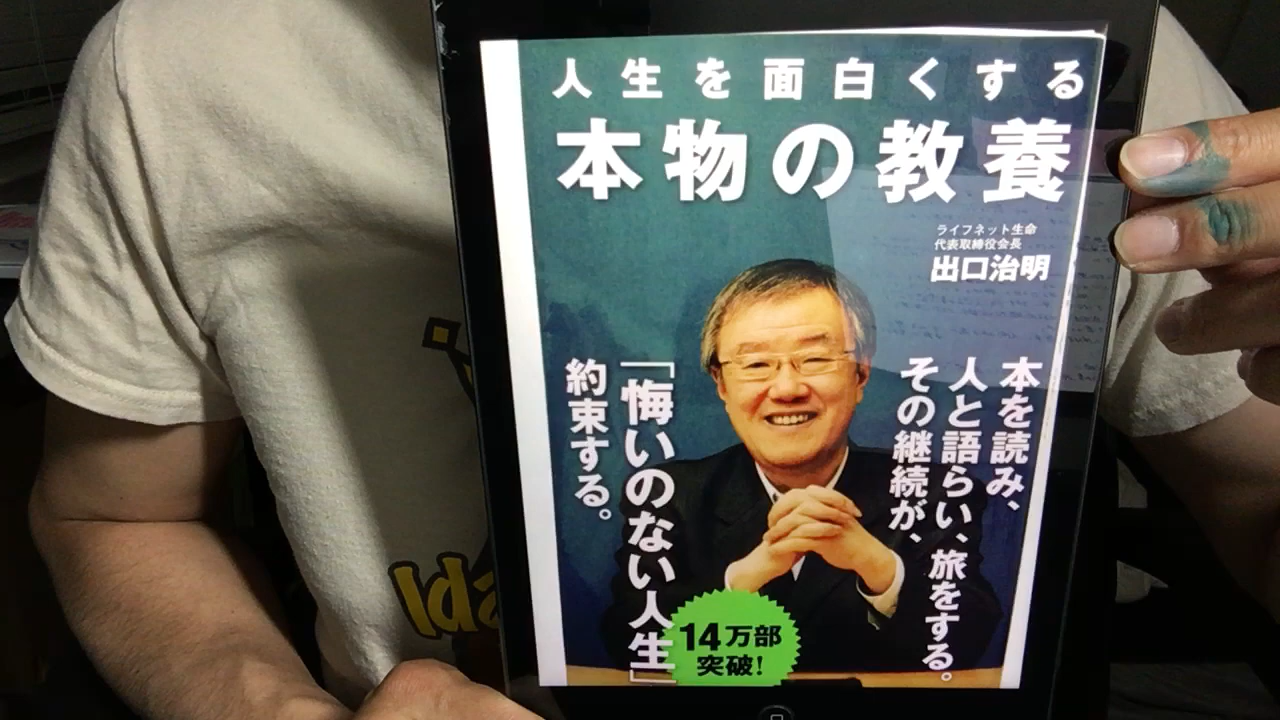 人生を面白くする
本物の教養
ライフネット生命
代表取締役会長
出口治明
本を読み、
人と語らい、旅をする。
その継続が、
「悔いのない人生」
約束する。
14万部
突破!
Ida